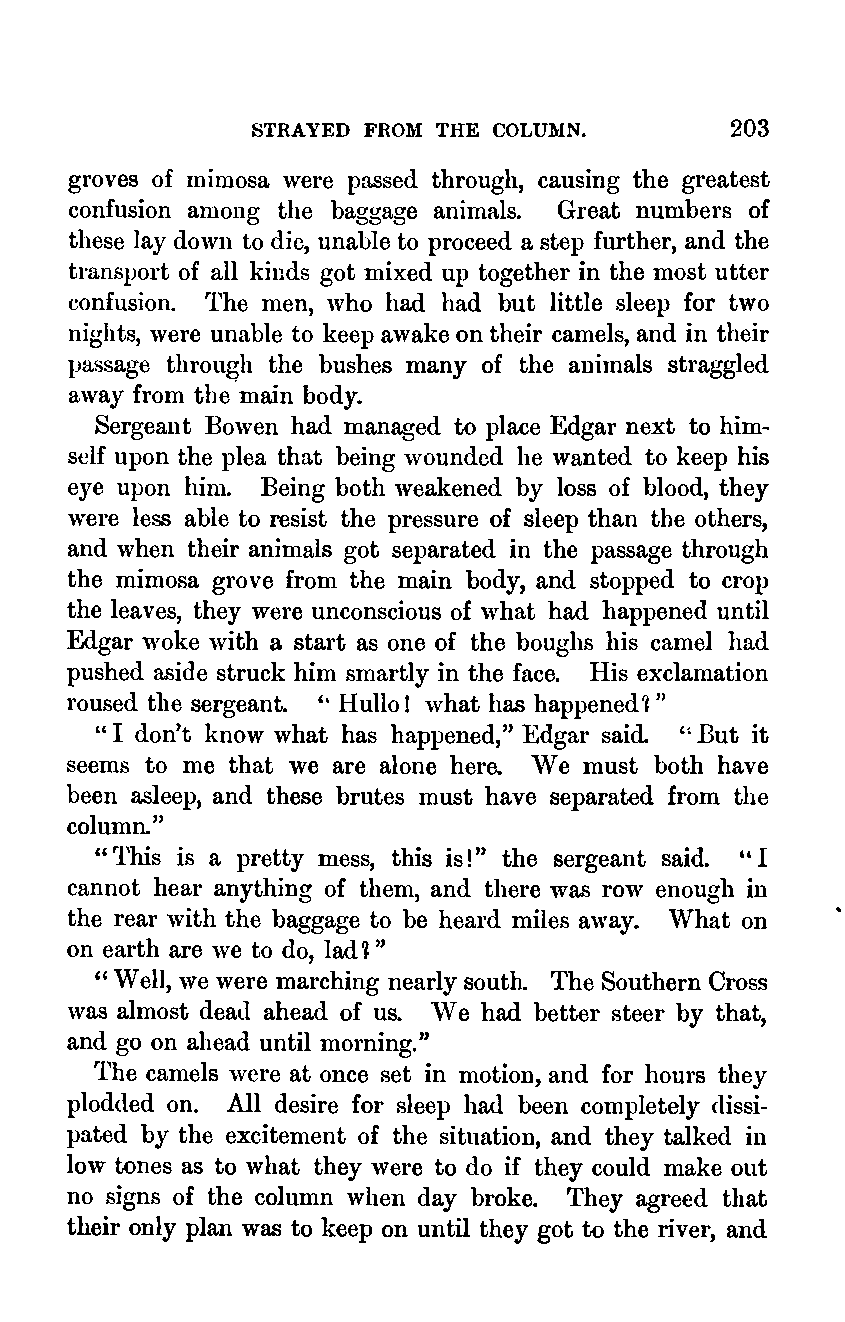 STRAYED FROM THE COLUMN. 203
groves of mimosa were passed through, causing the greatest
confusion among the baggage animals. Great numbers of
these lay down to die, unable to proceed a step further, and the
transport of all kinds got mixed up together in the most utter
confusion. The men, who had had but little sleep for two
nights, were unable to keep awake on their camels, and in their
passage through the bushes many of the animals straggled
away from the main body.
Sergeant Bowen had managed to place Edgar next to him-
self upon the plea that being wounded he wanted to keep his
eye upon him. Being both weakened by loss of blood, they
were less able to resist the pressure of sleep than the others,
and when their animals got separated in the passage through
the mimosa grove from the main body, and stopped to crop
the leaves, they were unconscious of what had happened until
Edgar woke with a start as one of the boughs his camel had
pushed aside struck him smartly in the face. His exclamation
roused the sergeant. “Hullo! what has happened?”
“I don't know what has happened,” Edgar said. “But it
seems to me that we are alone here. We must both have
been asleep, and these brutes must have separated from the
column.”
“This is a pretty mess, this is!” the sergeant said. “I
cannot hear anything of them, and there was row enough in
the rear with the baggage to be heard miles away. What on
on earth are we to do, lad?”
“Well, we were marching nearly south. The Southern Cross
was almost dead ahead of us. We had better steer by that,
and go on ahead until morning.”
The camels were at once set in motion, and for hours they
plodded on. All desire for sleep had been completely dissi-
pated by the excitement of the situation, and they talked in
low tones as to what they were to do if they could make out
no signs of the column when day broke. They agreed that
their only plan was to keep on until they got to the river, and